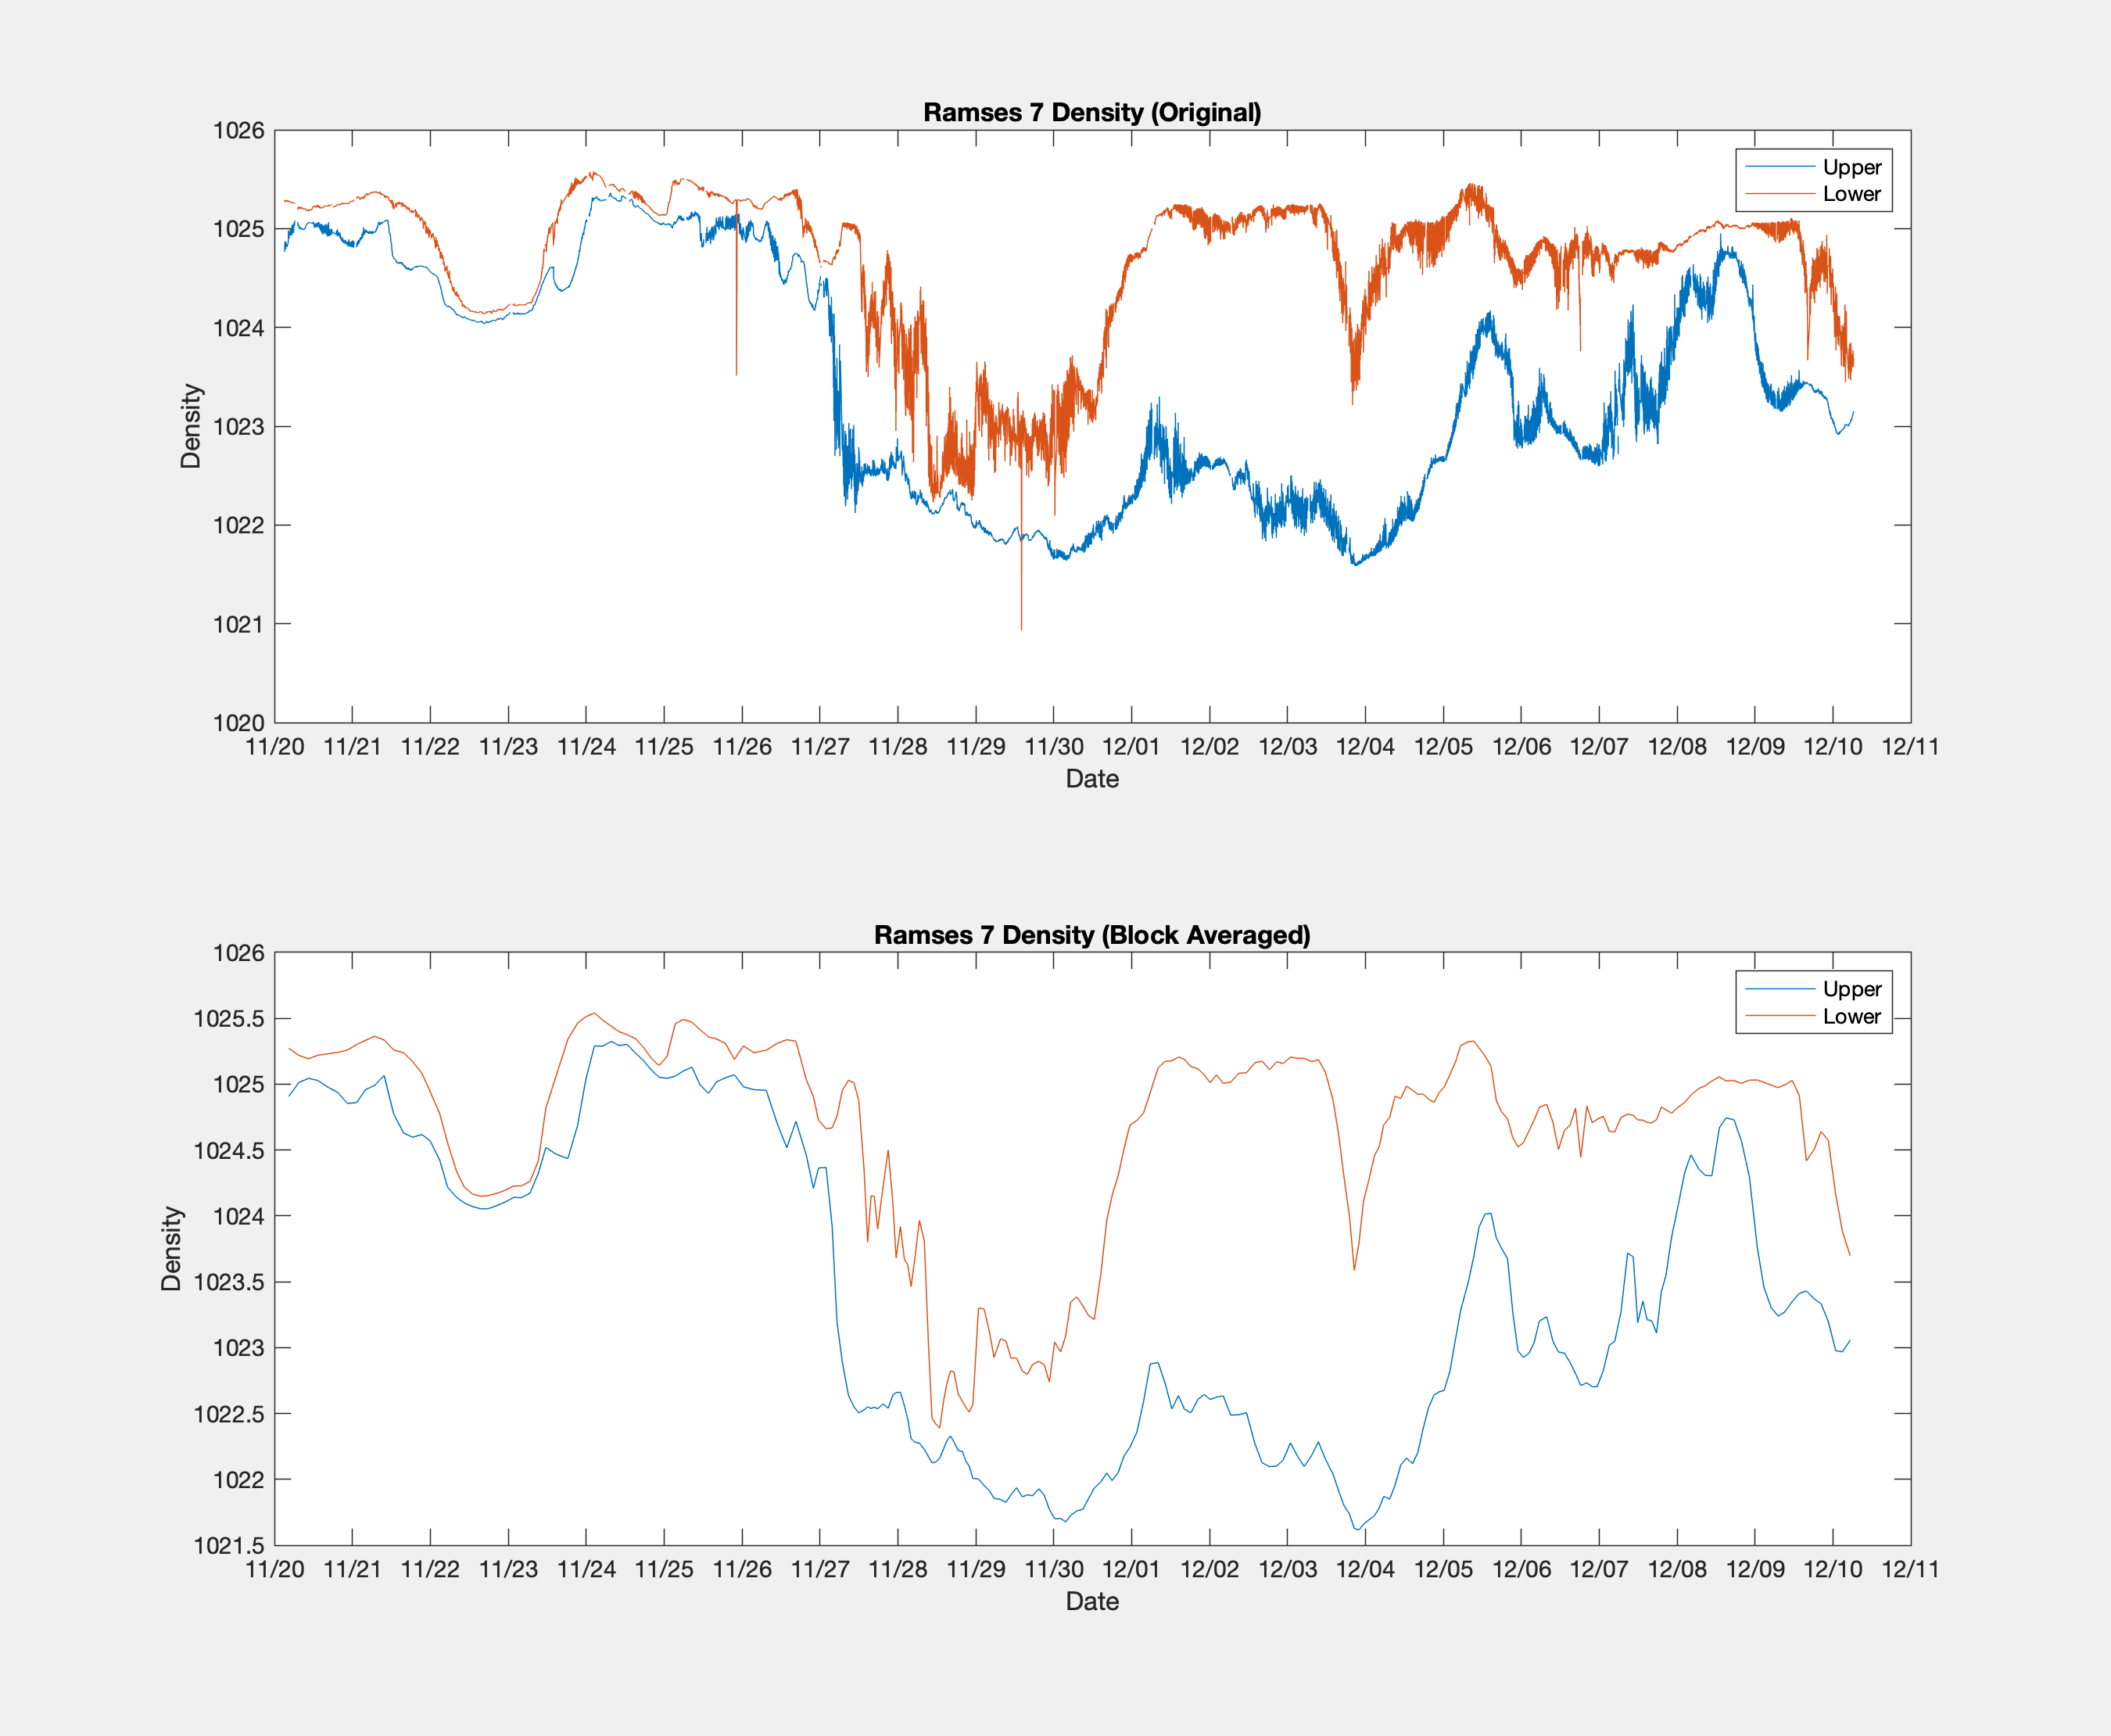 Ramses 7 Density (Original)
Upper
Lower
1026
1025
1024
1023
1022
1021
1020
Density
11/20 11/21 11/22 11/23 11/24 11/25 11/26 11/27 11/28 11/29 11/30 12/01 12/02 12/03 12/04 12/05 12/06 12/07 12/08 12/09 12/10 12/11
Date
Ramses 7 Density (Block Averaged)
Upper
Lower
1026
1025.5
1025
1024.5
1024
1023.5
1023
1022.5
1022
1021.5
Density
11/20 11/21 11/22 11/23 11/24 11/25 11/26 11/27 11/28 11/29 11/30 12/01 12/02 12/03 12/04 12/05 12/06 12/07 12/08 12/09 12/10 12/11
Date